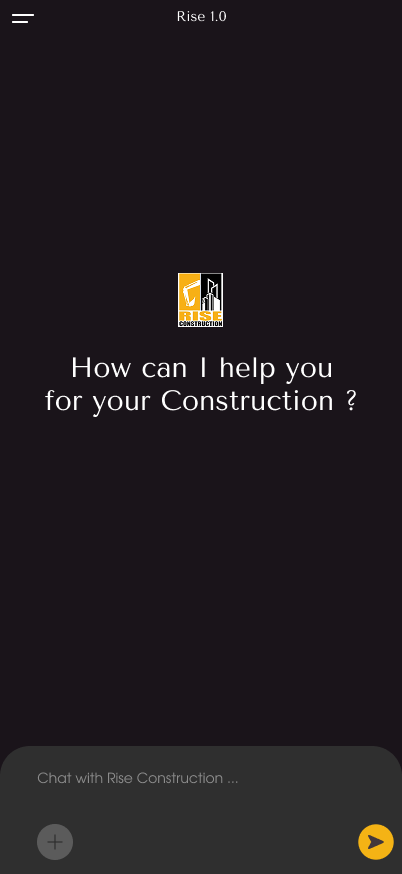 Rise 1.0
RISE
CONSTRUCTION
How can I help you
for your Construction ?
Chat with Rise Construction ...